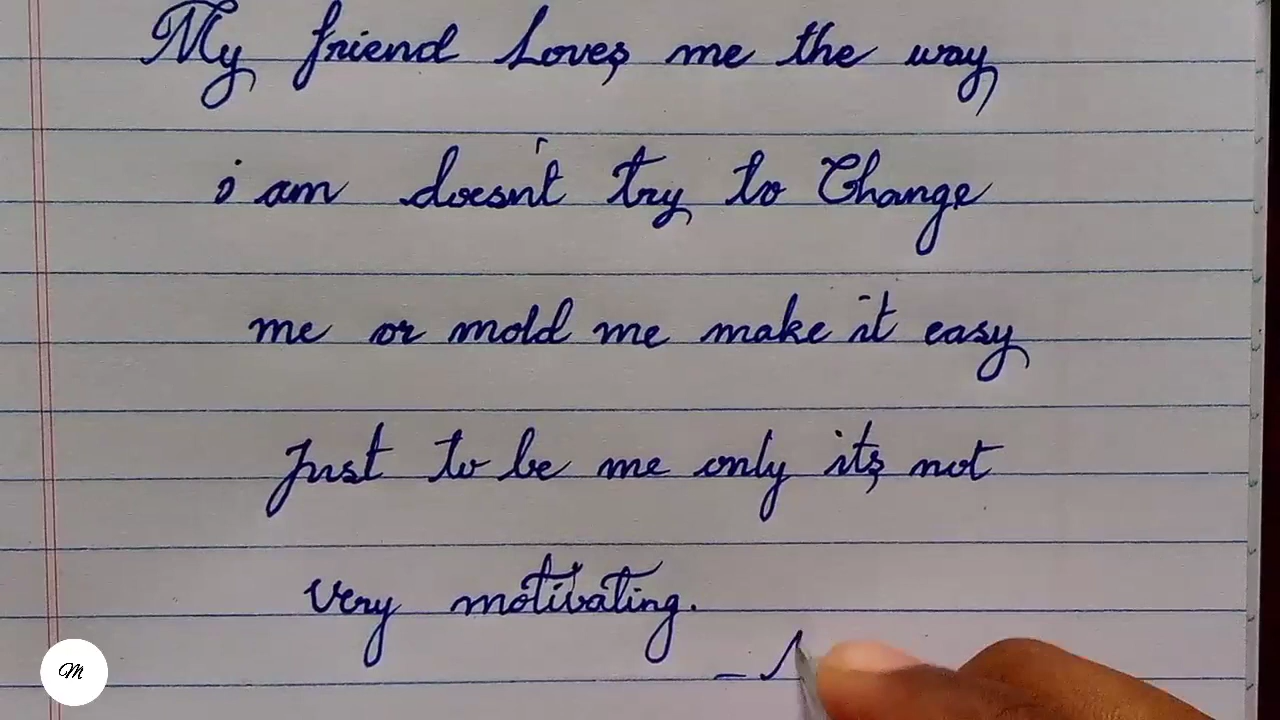 My friend Loves me the way
i am doesn't try to Change
me or mold me make it easy
Just to be me only its not
Very motivating.
M